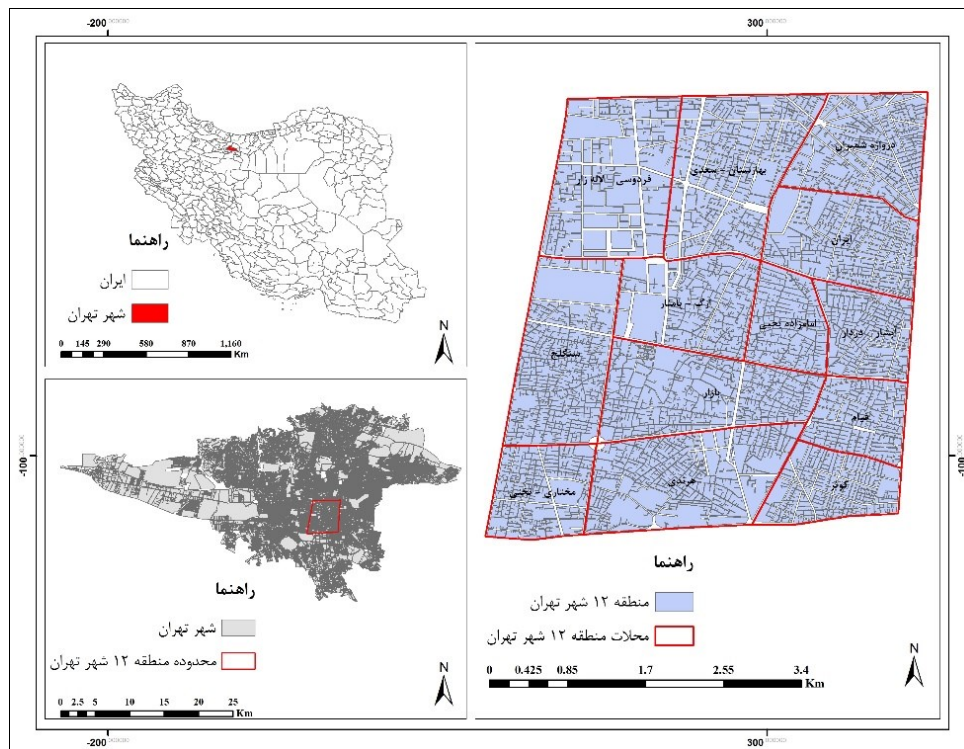 -200°°°°°°
300°°°°°°
راهنما
ایران
شهر تهران
0 145 290 580 870 1,160
Km
N
راهنما
شهر تهران
محدوده منطقه ۱۲ شهر تهران
0 2.5 5 10 15 20 25
Km
N
دروازه شمیران
بهارستان - سعدی
فردوسی - لاله زار
ایران
ارگ - پامنار
امامزاده یحیی
آبشار - دردار
سنگلج
بازار
قیام
هرندی
کوثر
مختاری - تختی
راهنما
منطقه ۱۲ شهر تهران
محلات منطقه ۱۲ شهر تهران
0 0.425 0.85 1.7 2.55 3.4
Km
N
-100
-100
-200°°°°°°
300°°°°°°